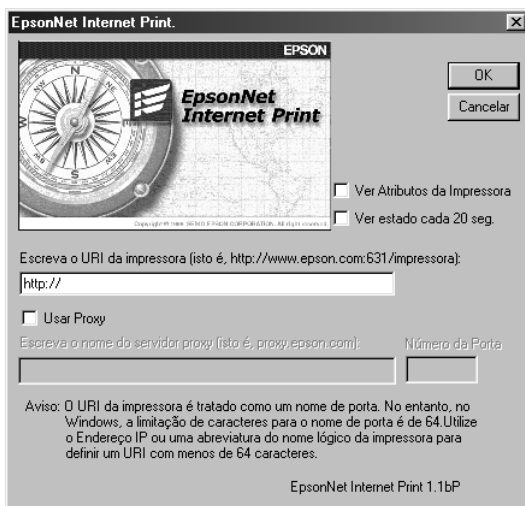 EpsonNet Internet Print.
EPSON
N
EpsonNet
Internet Print
OK
Cancelar
Ver Atributos da Impressora
Ver estado cada 20 seg.
Escreva o URI da impressora (isto é, http://www.epson.com:631/impressora):
http://
Usar Proxy
Escreva o nome do servidor proxy (isto é, proxy.epson.com):
Número da Porta
Aviso: O URI da impressora é tratado como um nome de porta. No entanto, no
Windows, a limitação de caracteres para o nome de porta é de 64.Utilize
o Endereço IP ou uma abreviatura do nome lógico da impressora para
definir um URI com menos de 64 caracteres.
EpsonNet Internet Print 1.1bP